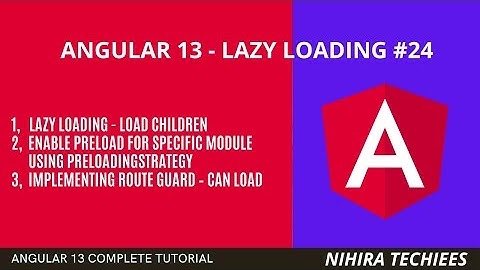 ANGULAR 13 - LAZY LOADING #24
1, LAZY LOADING - LOAD CHILDREN
2, ENABLE PRELOAD FOR SPECIFIC MODULE
USING PRELOADINGSTRATEGY
3, IMPLEMENTING ROUTE GUARD - CAN LOAD
A
ANGULAR 13 COMPLETE TUTORIAL
NIHIRA TECHIEES